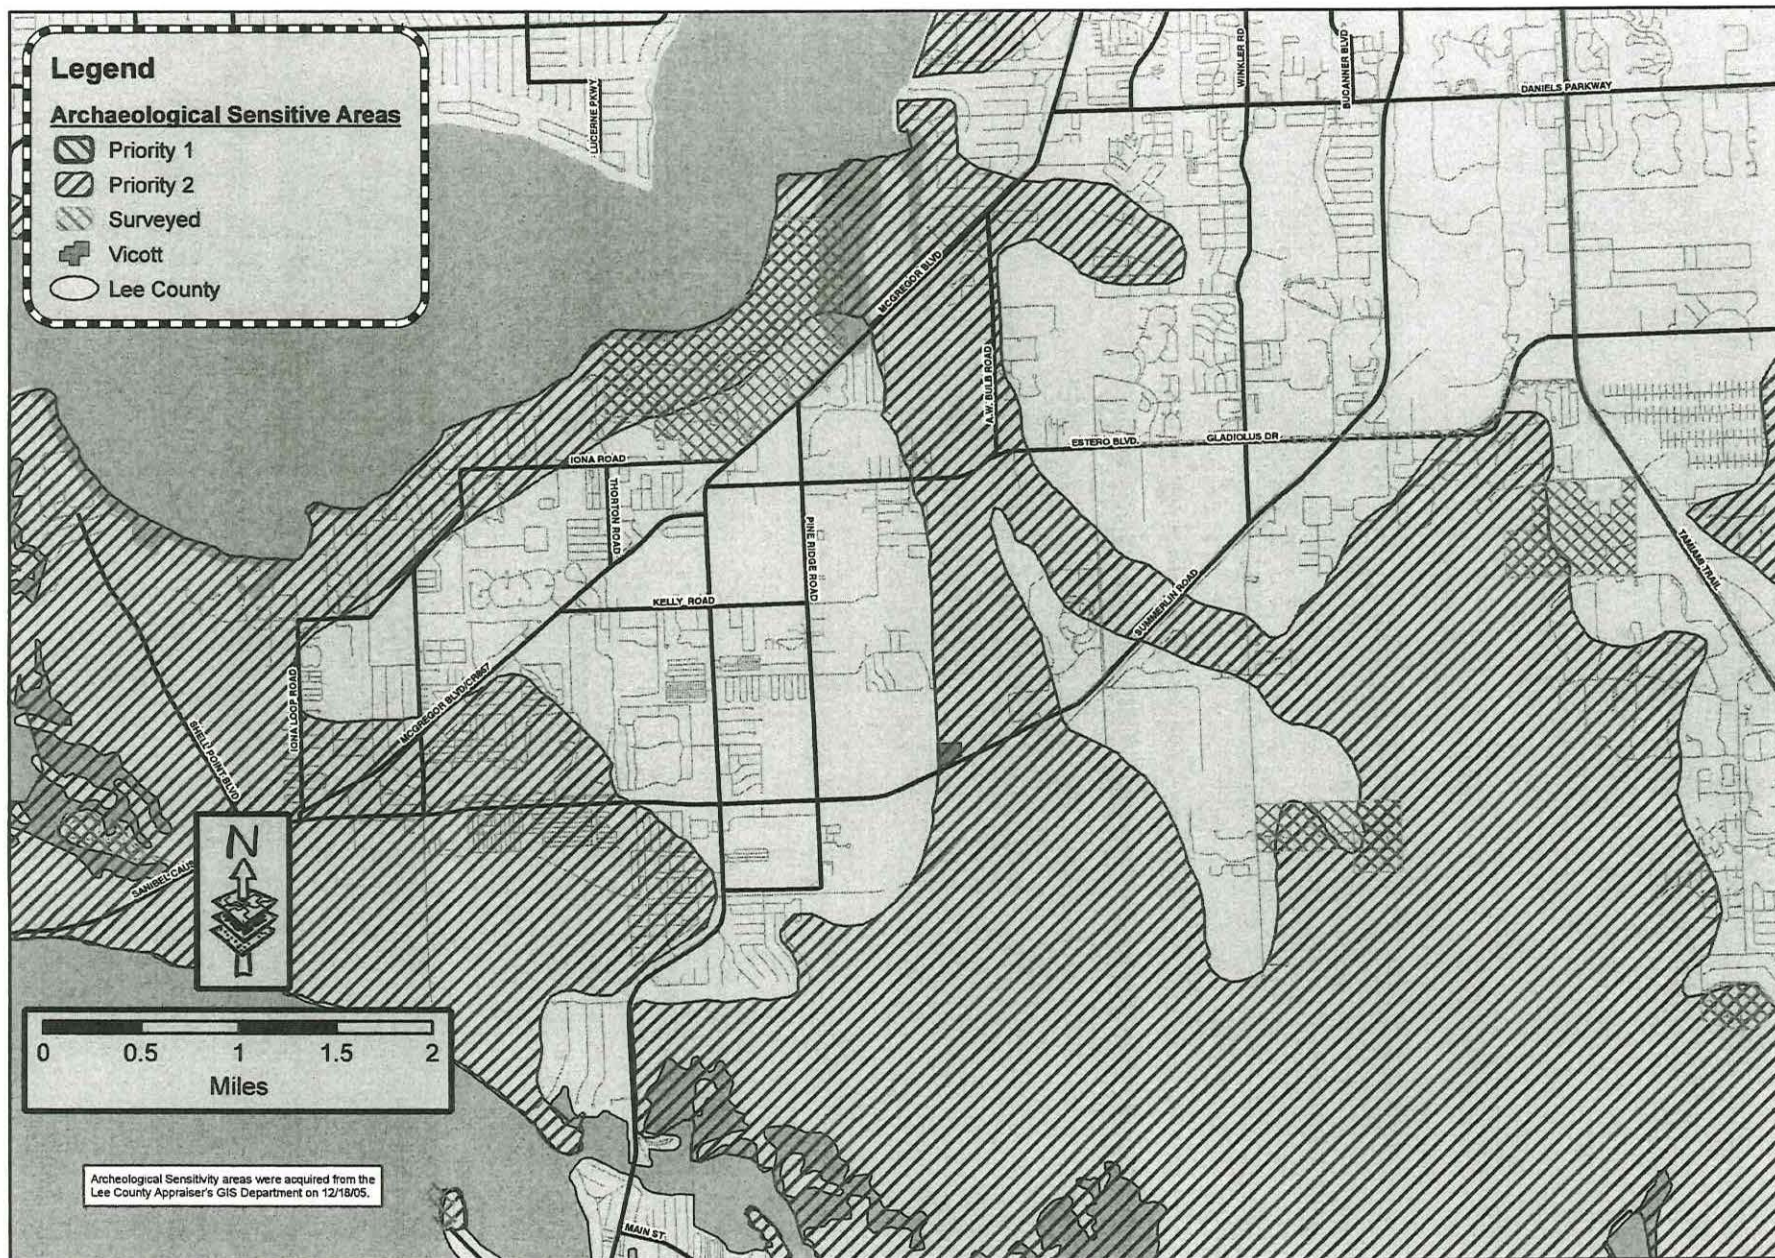 Legend
Archaeological Sensitive Areas
Priority 1
Priority 2
Surveyed
Vicott
Lee County
LUCERNE PKWY
WINKLER RD
BUCANNER BLVD
DANIELS PARKWAY
MCGREGOR BLVD
A.W. BULB ROAD
ESTERO BLVD.
GLADIOLUS DR
IONA ROAD
THORTON ROAD
PINE RIDGE ROAD
KELLY ROAD
SUMMERLIN ROAD
TAMIAMI TRAIL
IONA LOOP ROAD
MCGREGOR BLVD/CR867
SHELL POINT BLVD
SANIBEL CAUS
N
0 0.5 1 1.5 2
Miles
Archeological Sensitivity areas were acquired from the
Lee County Appraiser's GIS Department on 12/18/05.
MAIN ST.